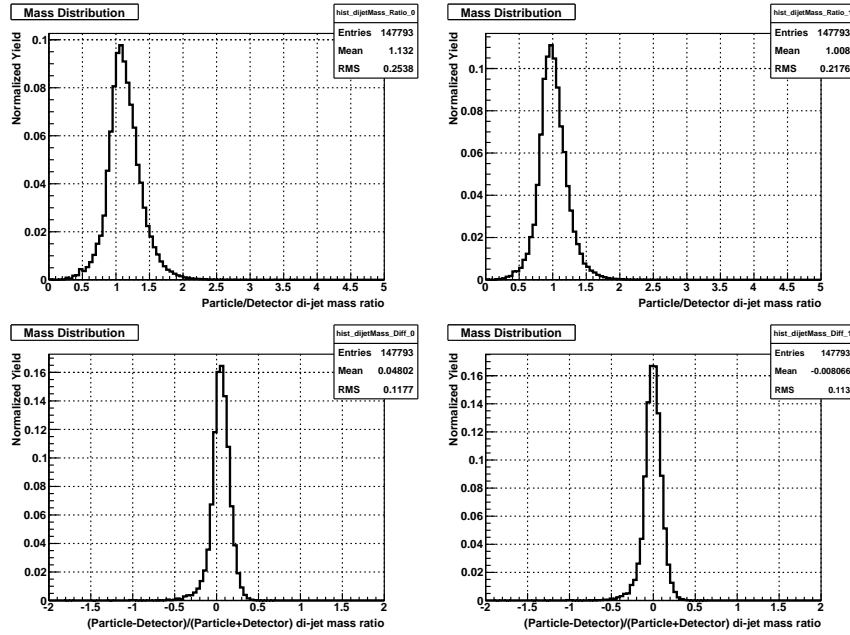 Mass Distribution
hist_dijetMass_Ratio_0
Entries 147793
Mean 1.132
RMS 0.2538
Normalized Yield
0.1
0.08
0.06
0.04
0.02
0
0 0.5 1 1.5 2 2.5 3 3.5 4 4.5 5
Particle/Detector di-jet mass ratio
Mass Distribution
hist_dijetMass_Ratio_1
Entries 147793
Mean 1.008
RMS 0.2176
Normalized Yield
0.1
0.08
0.06
0.04
0.02
0
0 0.5 1 1.5 2 2.5 3 3.5 4 4.5 5
Particle/Detector di-jet mass ratio
Mass Distribution
hist_dijetMass_Diff_0
Entries 147793
Mean 0.04802
RMS 0.1177
Normalized Yield
0.16
0.14
0.12
0.1
0.08
0.06
0.04
0.02
0
-2 -1.5 -1 -0.5 0 0.5 1 1.5 2
(Particle-Detector)/(Particle+Detector) di-jet mass ratio
Mass Distribution
hist_dijetMass_Diff_1
Entries 147793
Mean -0.008066
RMS 0.113
Normalized Yield
0.16
0.14
0.12
0.1
0.08
0.06
0.04
0.02
0
-2 -1.5 -1 -0.5 0 0.5 1 1.5 2
(Particle-Detector)/(Particle+Detector) di-jet mass ratio